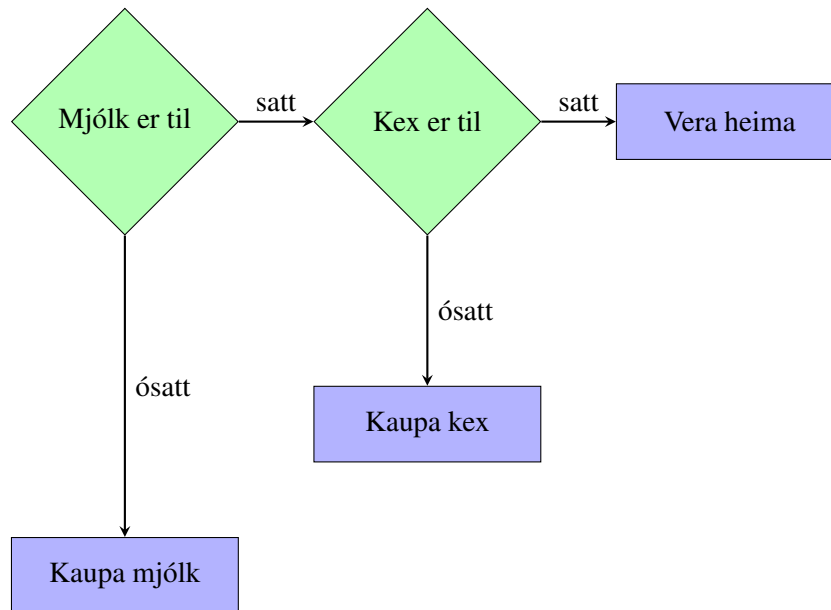 Mjólk er til
satt
Kex er til
satt
Vera heima
ósatt
ósatt
Kaupa kex
Kaupa mjólk